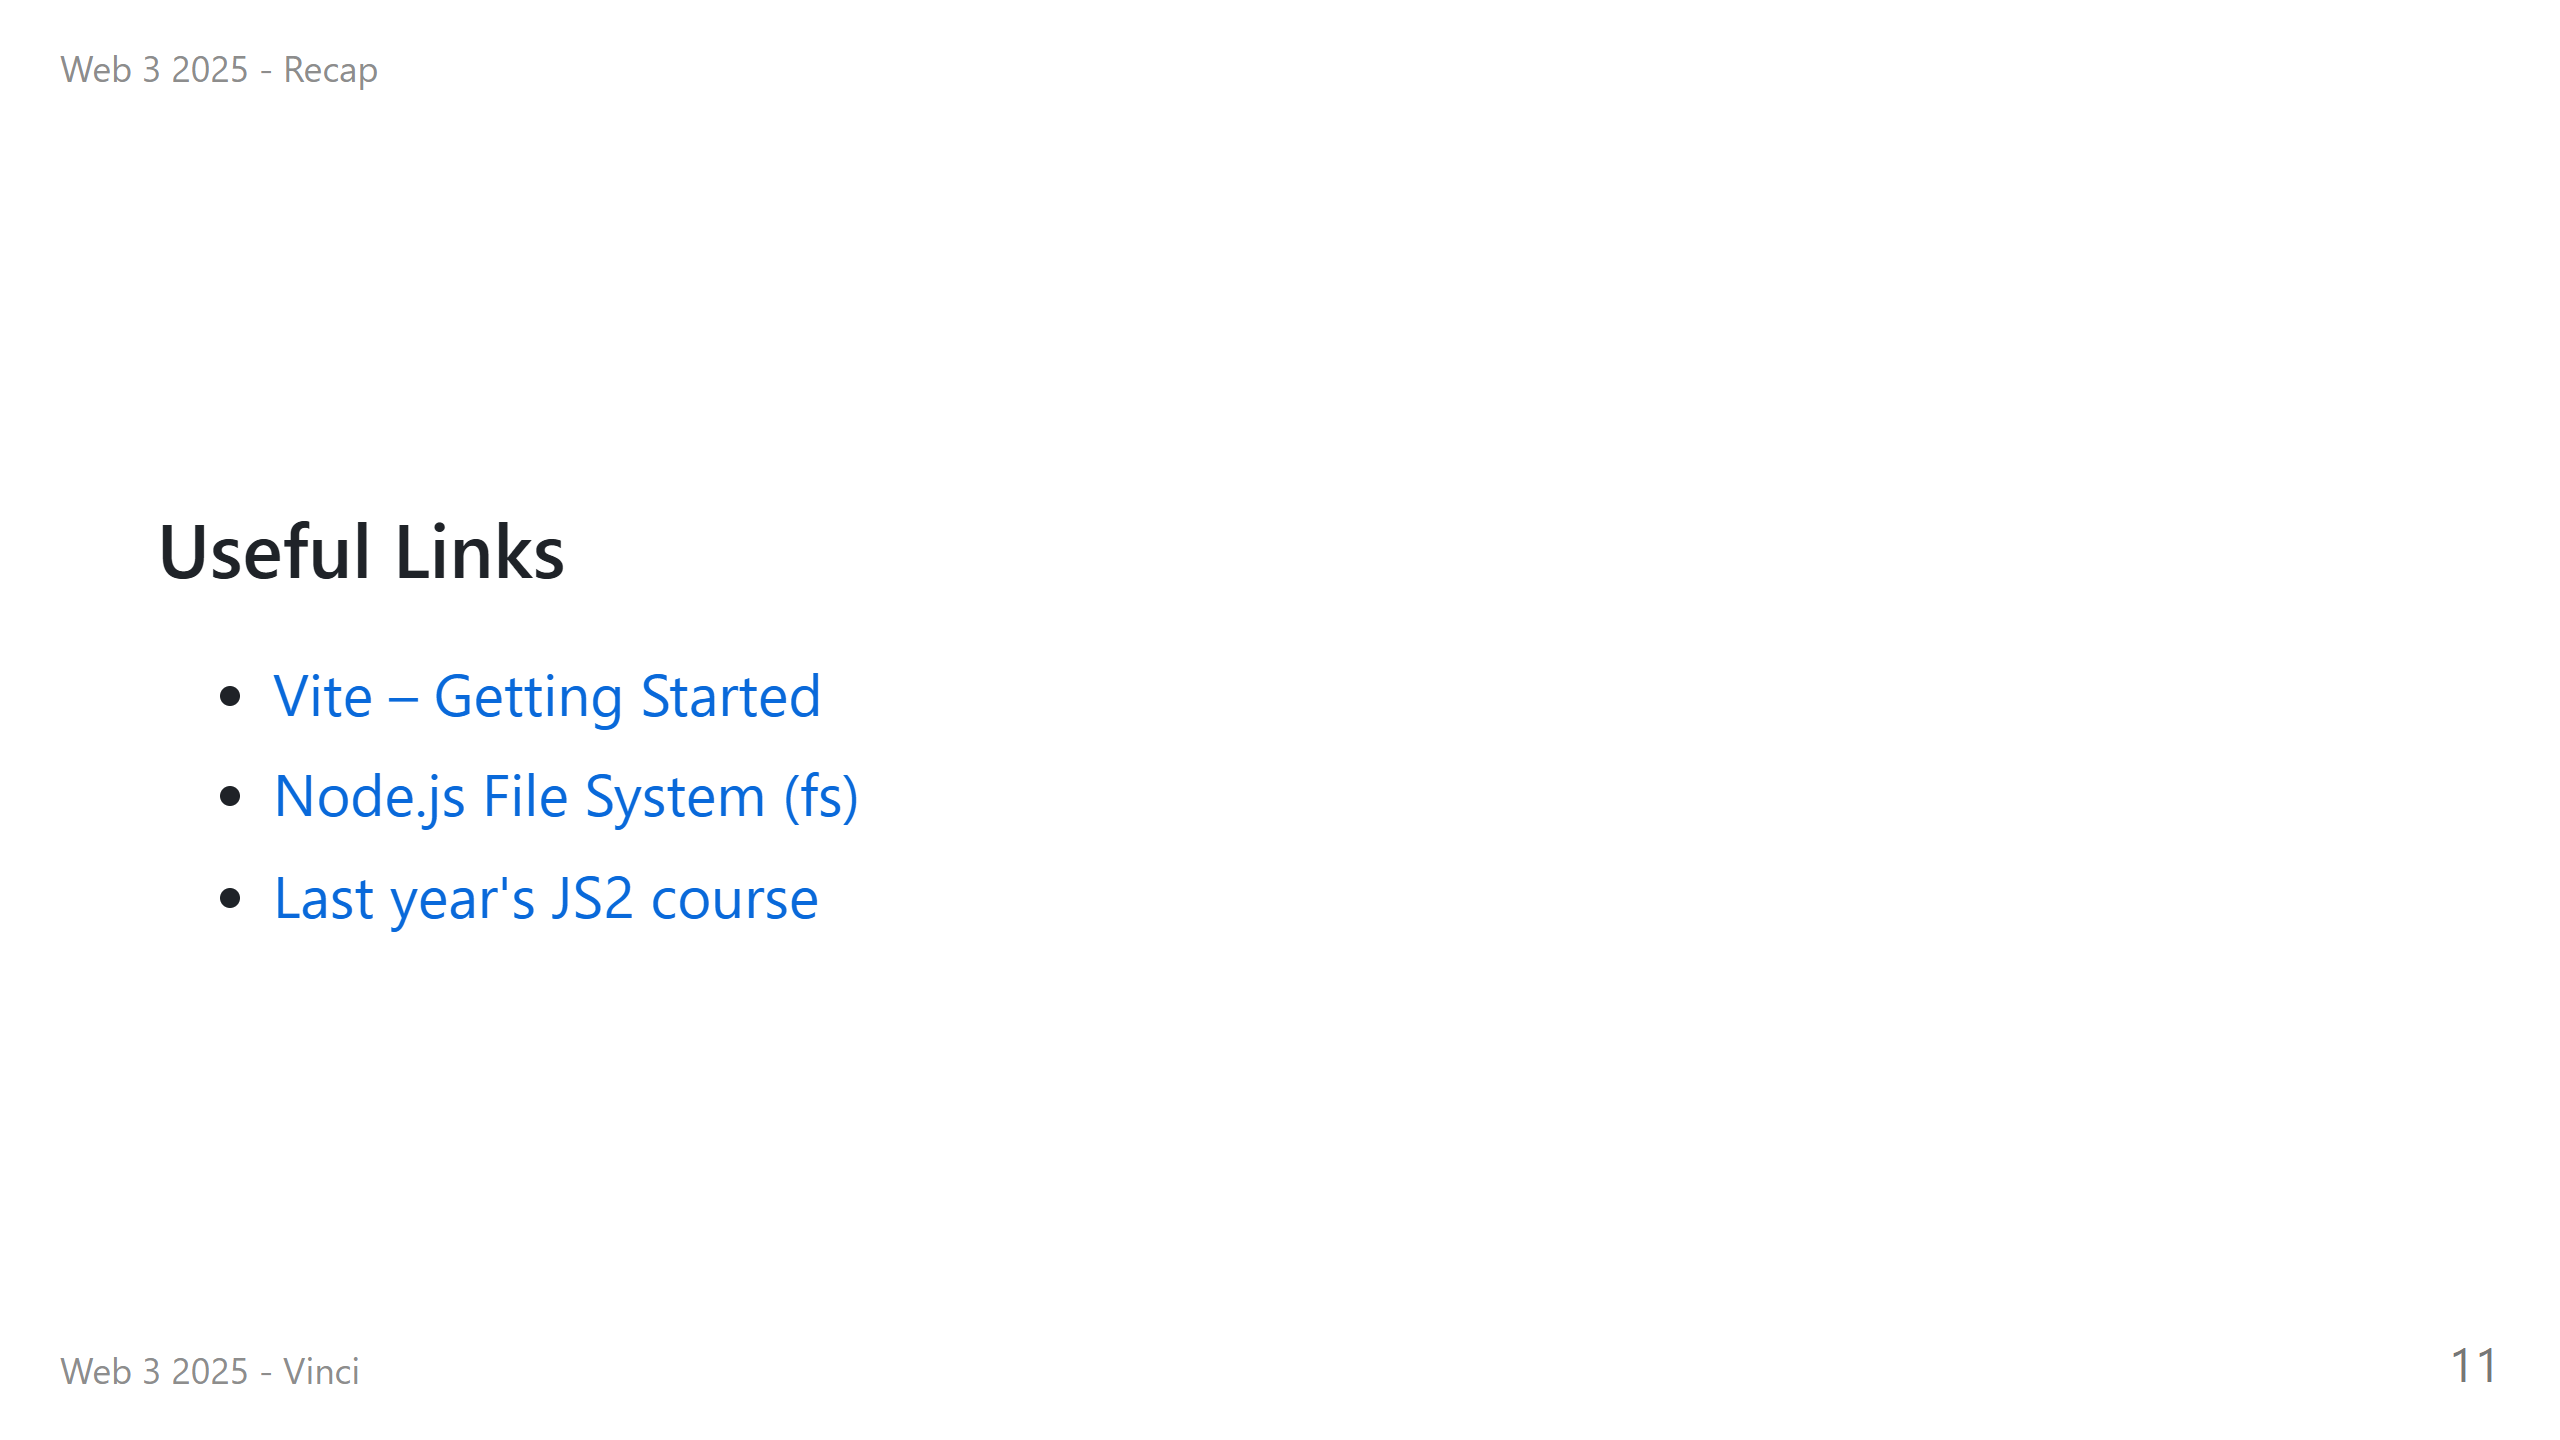 Web 3 2025 - Recap
Useful Links
Vite – Getting Started
Node.js File System (fs)
Last year's JS2 course
Web 3 2025 - Vinci
11